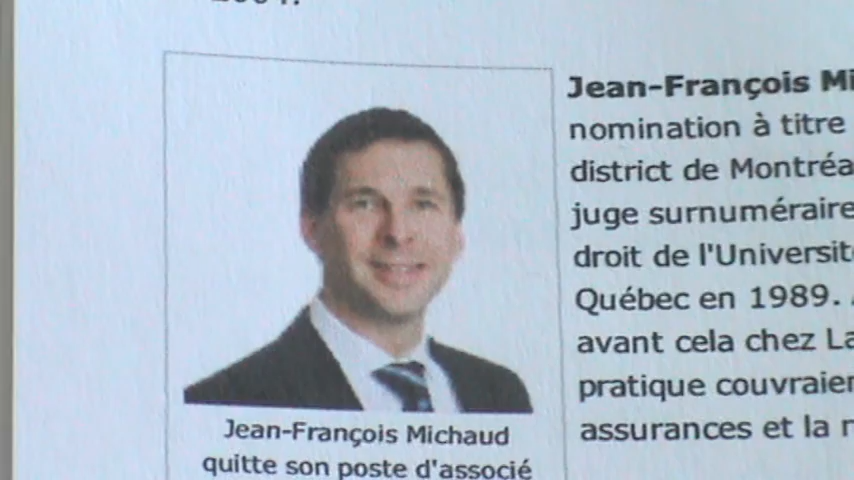 Jean-François Mi
nomination à titre
district de Montréa
juge surnuméraire
droit de l'Universit
Québec en 1989.
avant cela chez La
pratique couvraien
assurances et la
Jean-François Michaud
quitte son poste d'associé